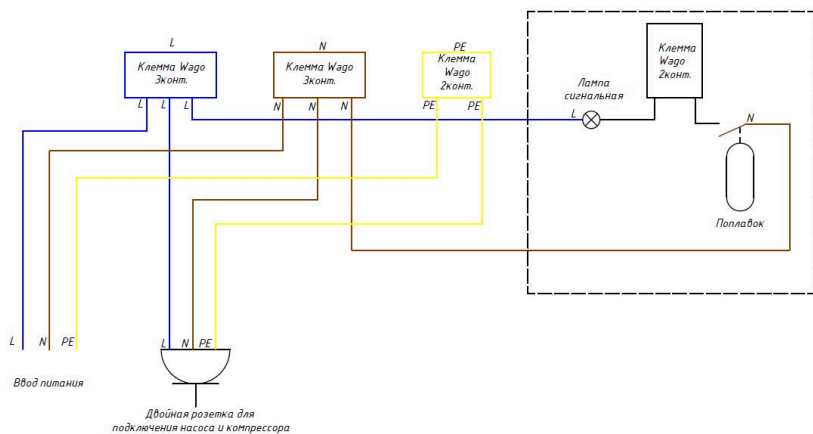 L
N
PE
Клемма Wago
3конт.
Клемма Wago
3конт.
Клемма
Wago
2конт.
Клемма
Wago
2конт.
L
L
L
N
N
N
PE
PE
Лампа
сигнальная
L
N
Поплавок
L
N
PE
L
N
PE
Ввод питания
Двойная розетка для
подключения насоса и компрессора